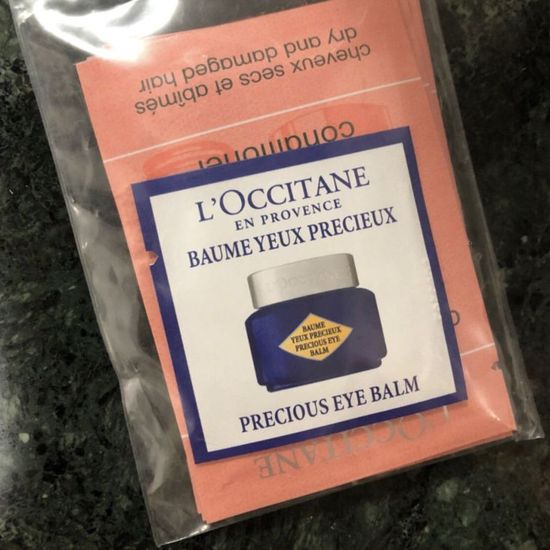 cheveux secs et abîmés
dry and damaged hair
conditioner
L'OCCITANE
EN PROVENCE
BAUME YEUX PRECIEUX
BAUME
YEUX PRECIEUX
PRECIOUS EYE
BALM
PRECIOUS EYE BALM
L'OCCITANE